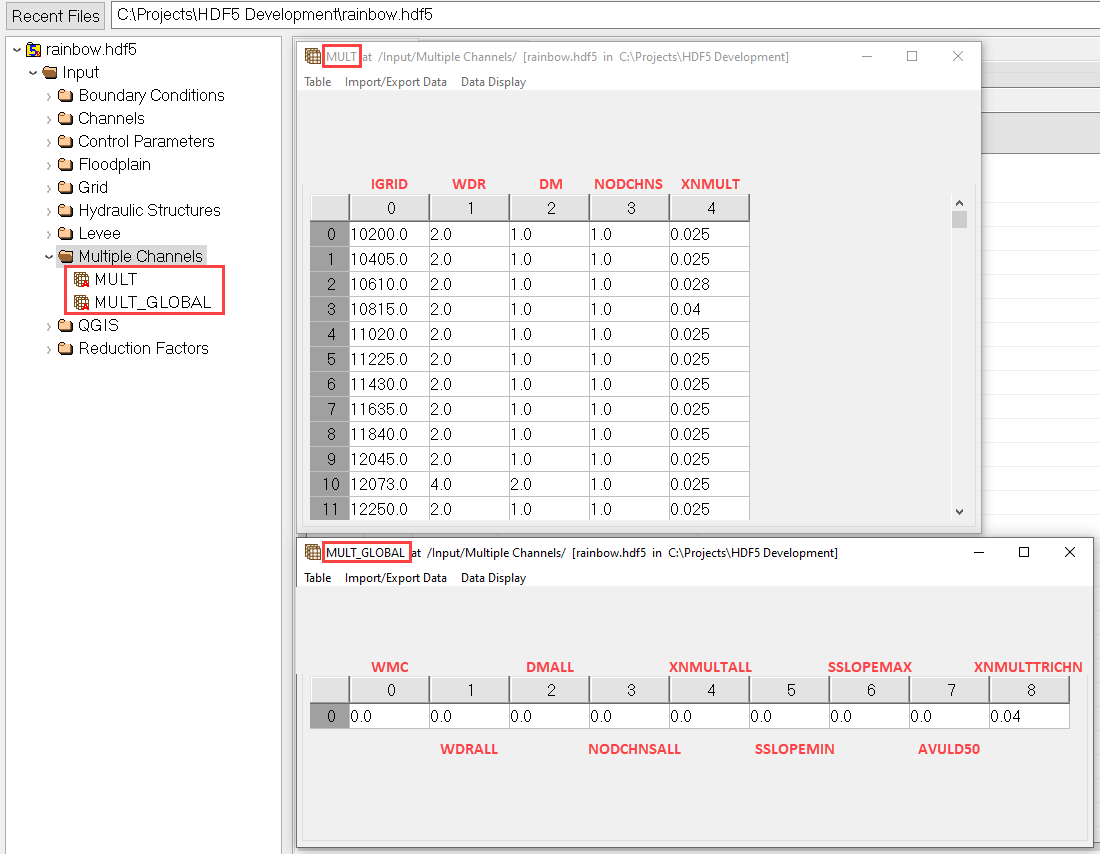 Recent Files C:\Projects\HDF5 Development\rainbow.hdf5
rainbow.hdf5
Input
Boundary Conditions
Channels
Control Parameters
Floodplain
Grid
Hydraulic Structures
Levee
Multiple Channels
MULT
MULT_GLOBAL
QGIS
Reduction Factors
MULT at /Input/Multiple Channels/ [rainbow.hdf5 in C:\Projects\HDF5 Development]
Table Import/Export Data Data Display
IGRID WDR DM NODCHNS XNMULT
0 1 2 3 4
0 10200.0 2.0 1.0 1.0 0.025
1 10405.0 2.0 1.0 1.0 0.025
2 10610.0 2.0 1.0 1.0 0.028
3 10815.0 2.0 1.0 1.0 0.04
4 11020.0 2.0 1.0 1.0 0.025
5 11225.0 2.0 1.0 1.0 0.025
6 11430.0 2.0 1.0 1.0 0.025
7 11635.0 2.0 1.0 1.0 0.025
8 11840.0 2.0 1.0 1.0 0.025
9 12045.0 2.0 1.0 1.0 0.025
10 12073.0 4.0 2.0 1.0 0.025
11 12250.0 2.0 1.0 1.0 0.025
MULT_GLOBAL at /Input/Multiple Channels/ [rainbow.hdf5 in C:\Projects\HDF5 Development]
Table Import/Export Data Data Display
WMC DMALL XNMULTALL SSLOPEMAX XNMULTTRICHN
0 1 2 3 4 5 6 7 8
0 0.0 0.0 0.0 0.0 0.0 0.0 0.0 0.0 0.04
WDRALL NODCHNSALL SSLOPEMIN AVULD50